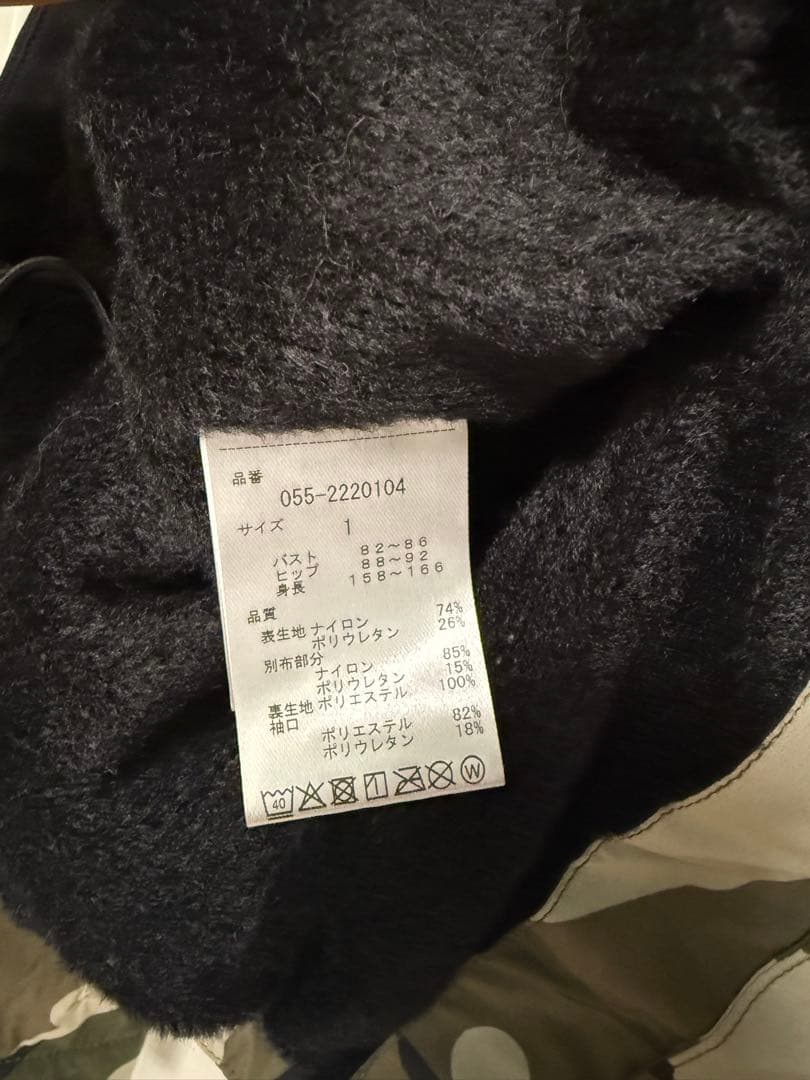 品番
055-2220104
サイズ 1
バスト 82～86
ヒップ 88～92
身長 158～166
品質
表生地 ナイロン 74%
ポリウレタン 26%
別布部分
ナイロン 85%
ポリウレタン 15%
裏生地 ポリエステル 100%
袖口
ポリエステル 82%
ポリウレタン 18%
40 W